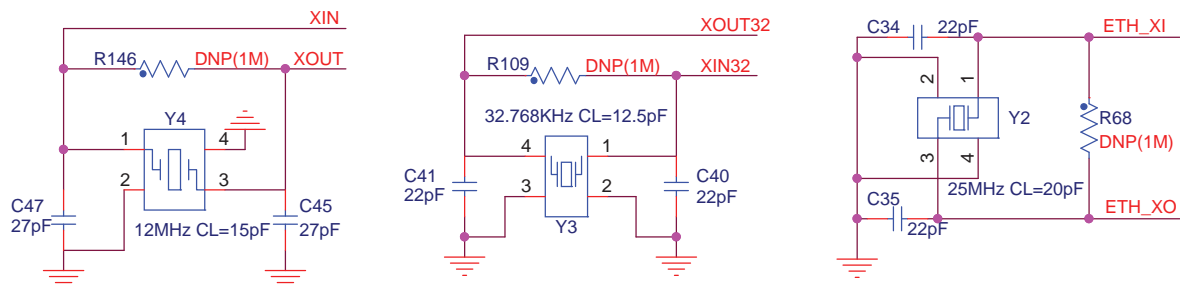 XIN
R146
DNP(1M)
XOUT
Y4
1
4
2
3
C47
27pF
C45
27pF
12MHz CL=15pF
XOUT32
R109
DNP(1M)
XIN32
32.768KHz CL=12.5pF
4
1
3
2
C41
22pF
C40
22pF
Y3
C34
22pF
ETH_XI
2
1
Y2
R68
DNP(1M)
3
4
25MHz CL=20pF
C35
22pF
ETH_XO